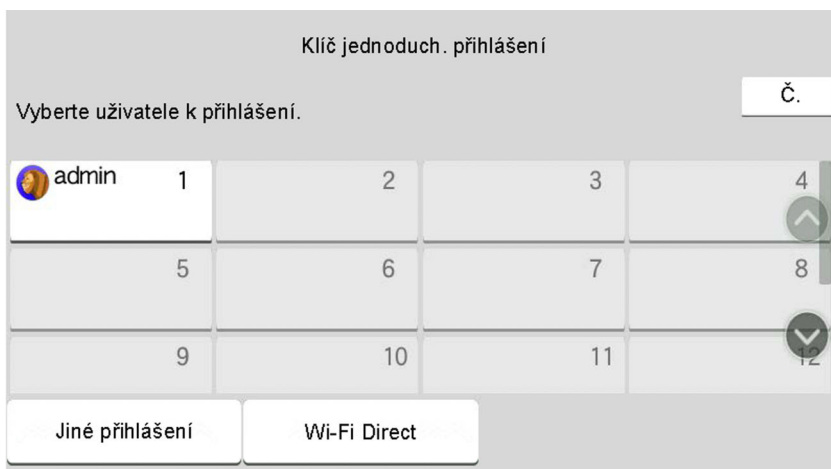 Klíč jednoduch. přihlášení
Č.
Vyberte uživatele k přihlášení.
admin 1 2 3 4
5 6 7 8
9 10 11 12
Jiné přihlášení Wi-Fi Direct